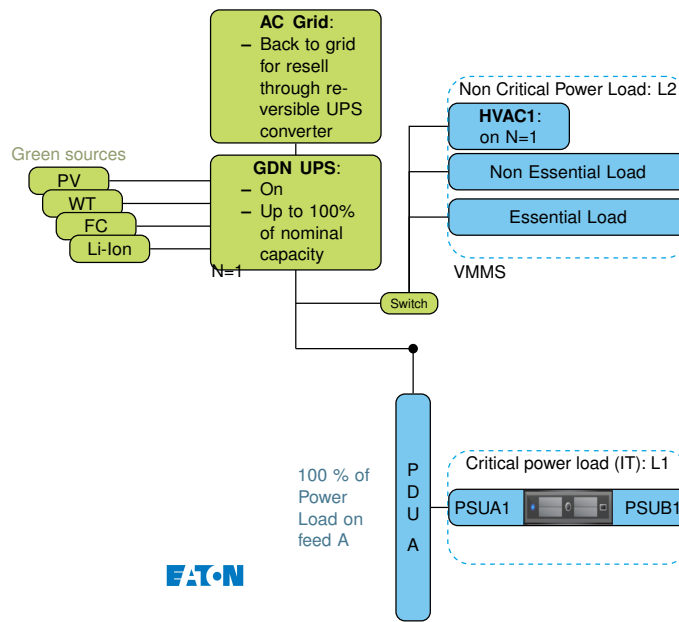 AC Grid:
– Back to grid
for resell
through re-
versible UPS
converter
Non Critical Power Load: L2
HVAC1:
on N=1
Non Essential Load
Essential Load
VMMS
Green sources
PV
WT
FC
Li-Ion
GDN UPS:
– On
– Up to 100%
of nominal
capacity
N=1
Switch
100 % of
Power
Load on
feed A
P
D
U
A
Critical power load (IT): L1
PSUA1
PSUB1
EATON